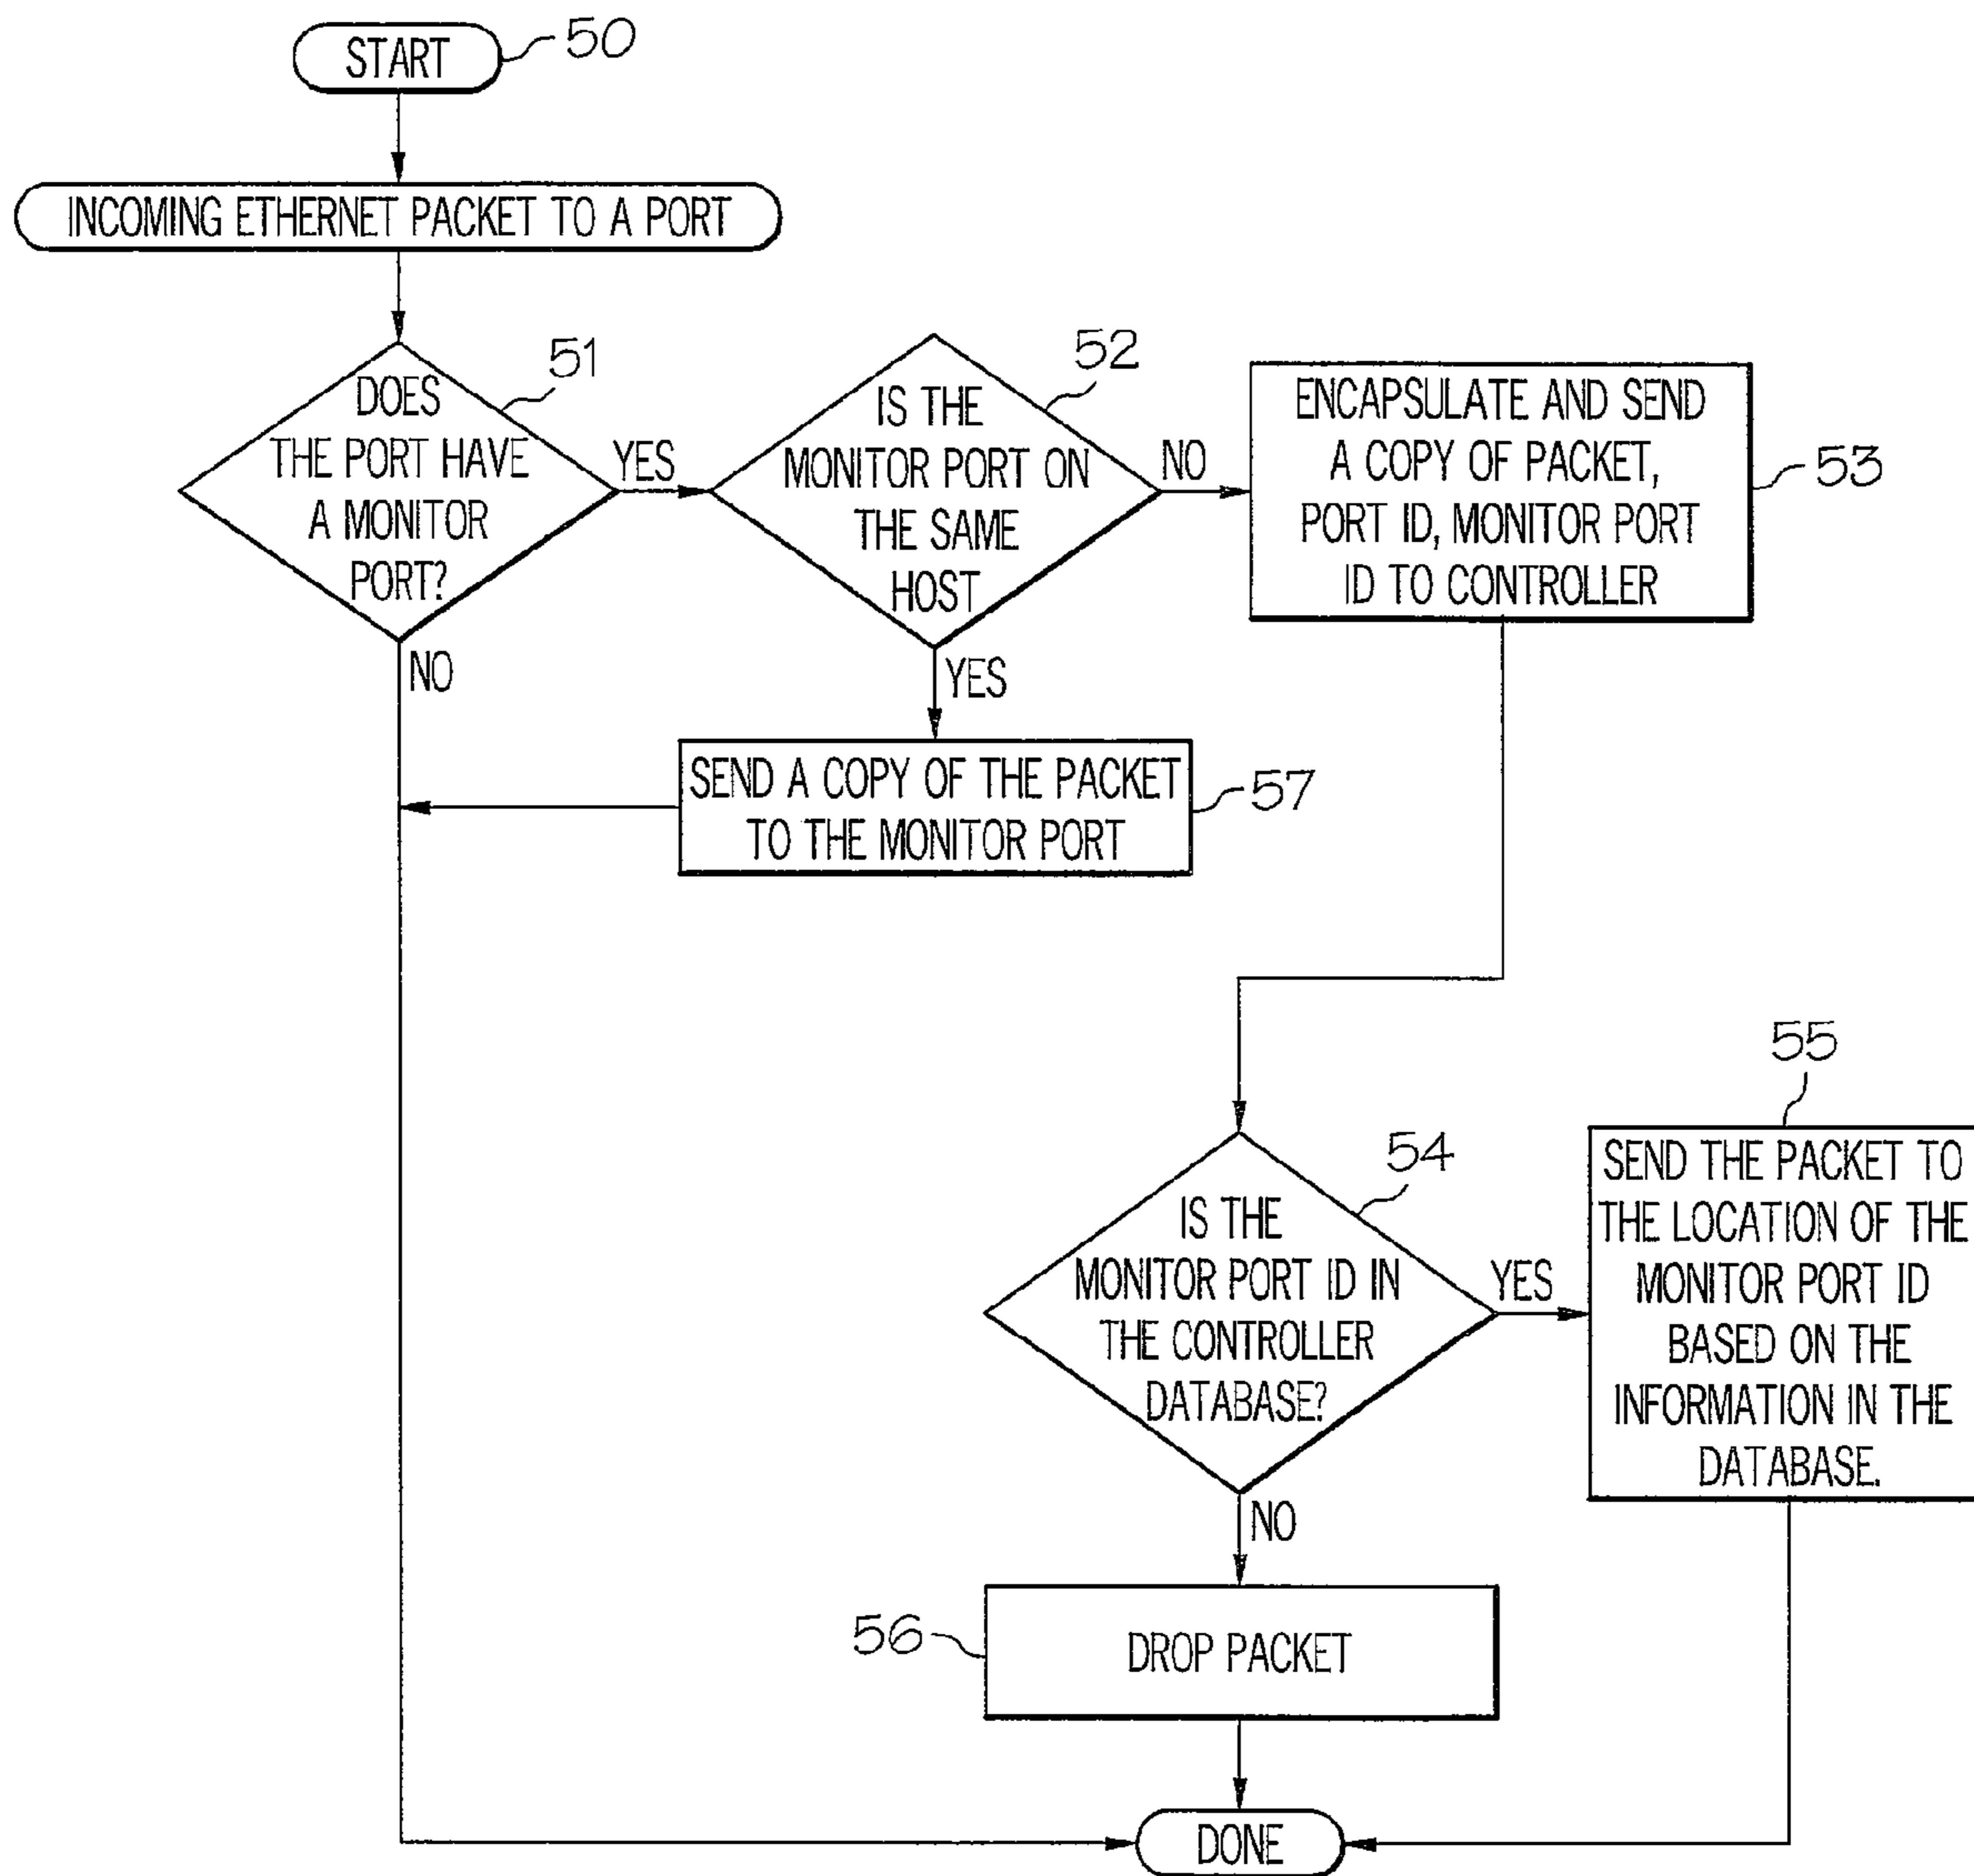 START
50
INCOMING ETHERNET PACKET TO A PORT
DOES
THE PORT HAVE
A MONITOR
PORT?
51
YES
NO
IS THE
MONITOR PORT ON
THE SAME
HOST
52
NO
YES
ENCAPSULATE AND SEND
A COPY OF PACKET,
PORT ID, MONITOR PORT
ID TO CONTROLLER
53
SEND A COPY OF THE PACKET
TO THE MONITOR PORT
57
IS THE
MONITOR PORT ID IN
THE CONTROLLER
DATABASE?
54
YES
NO
55
SEND THE PACKET TO
THE LOCATION OF THE
MONITOR PORT ID
BASED ON THE
INFORMATION IN THE
DATABASE.
56
DROP PACKET
DONE